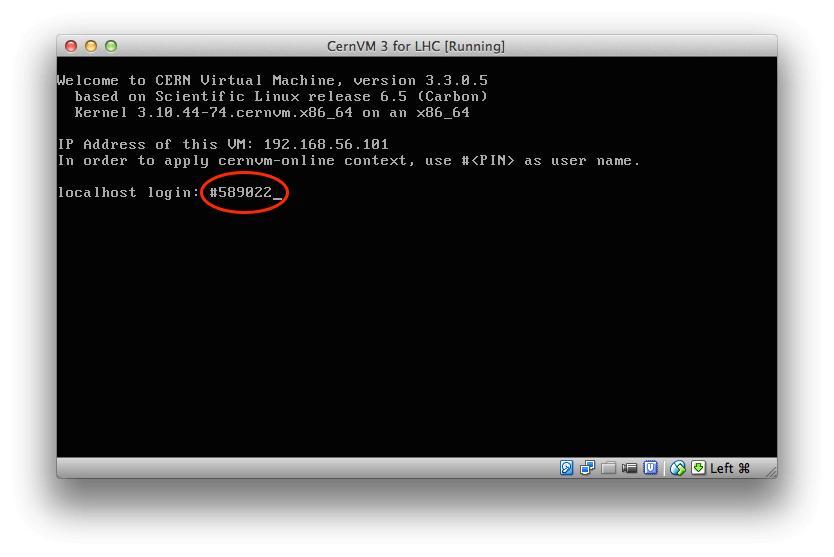 CernVM 3 for LHC [Running]
Welcome to CERN Virtual Machine, version 3.3.0.5
based on Scientific Linux release 6.5 (Carbon)
Kernel 3.10.44-74.cernvm.x86_64 on an x86_64
IP Address of this VM: 192.168.56.101
In order to apply cernvm-online context, use #<PIN> as user name.
localhost login: #589022_
Left ⌘